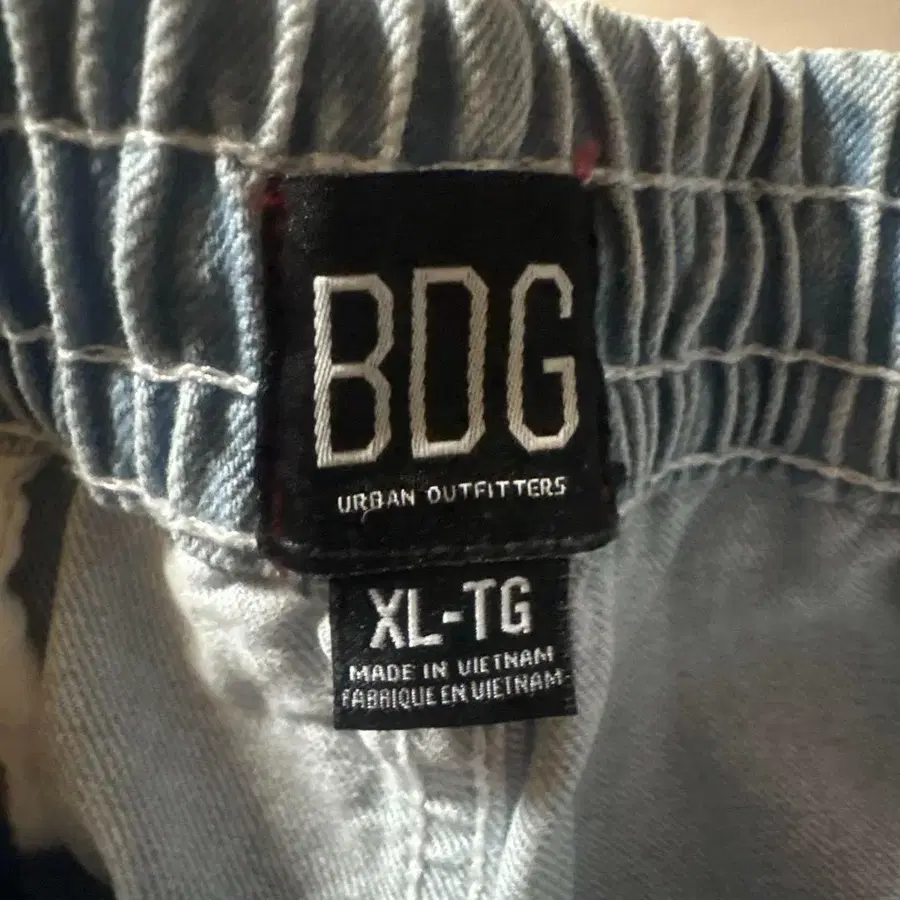 BDG
URBAN OUTFITTERS
XL-TG
MADE IN VIETNAM
FABRIQUE EN VIETNAM